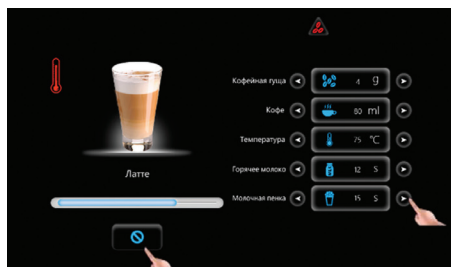 Кофейная гуща 4 g
Кофе 80 ml
Температура 75 °C
Латте
Горячее молоко 12 S
Молочная пенка 15 S